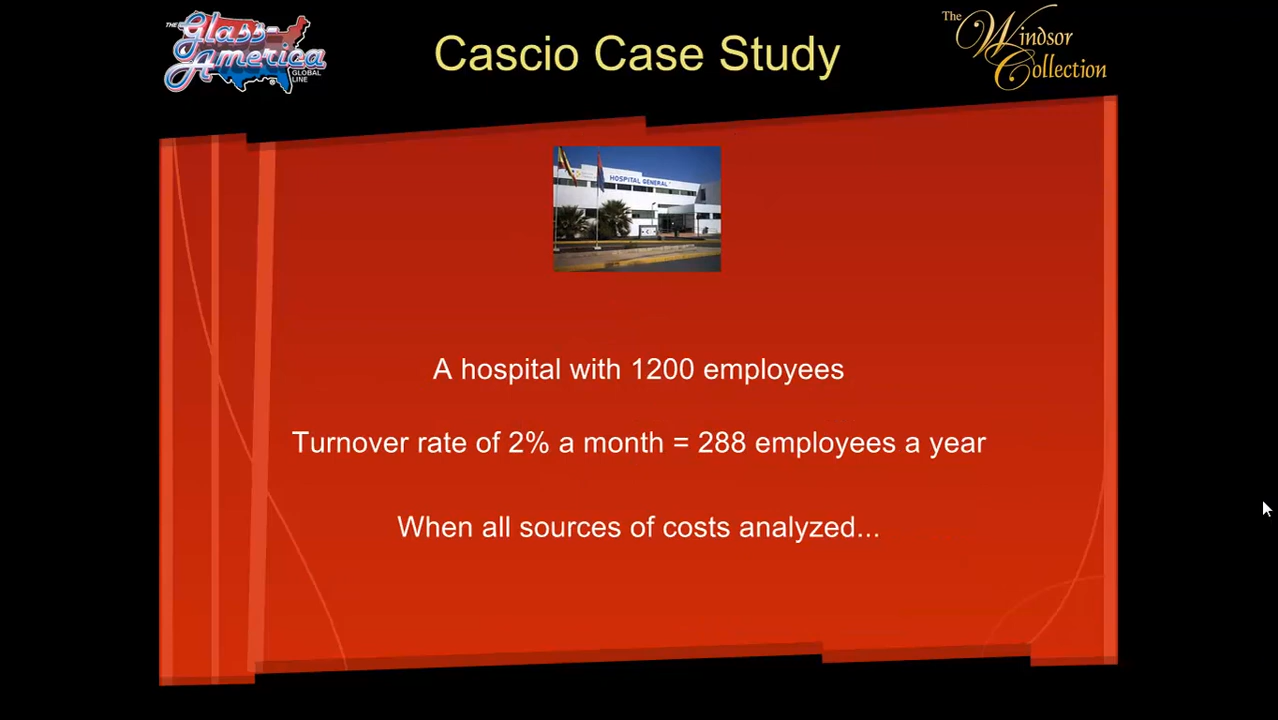 THE
Glass-
America
GLOBAL
LINE
®
Cascio Case Study
The
Windsor
Collection
HOSPITAL GENERAL
A hospital with 1200 employees
Turnover rate of 2% a month = 288 employees a year
When all sources of costs analyzed...